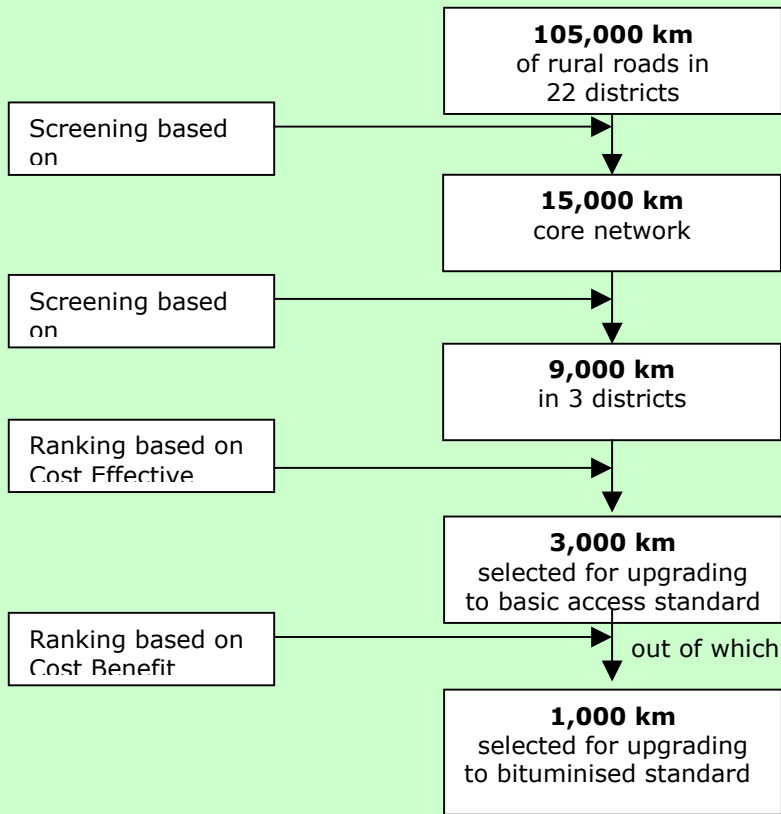 105,000 km
of rural roads in
22 districts
Screening based
on
15,000 km
core network
Screening based
on
9,000 km
in 3 districts
Ranking based on
Cost Effective
3,000 km
selected for upgrading
to basic access standard
Ranking based on
Cost Benefit
out of which
1,000 km
selected for upgrading
to bituminised standard